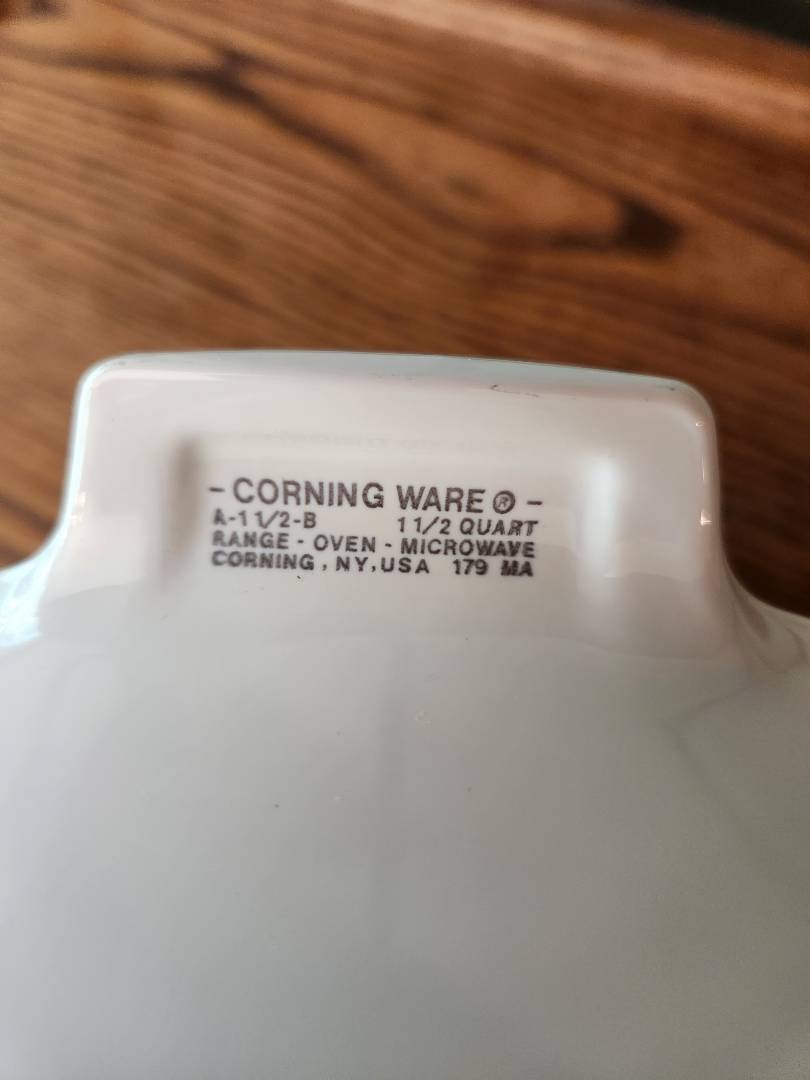 - CORNING WARE ® -
A-1 1/2-B 1 1/2 QUART
RANGE - OVEN - MICROWAVE
CORNING, NY, USA 179 MA